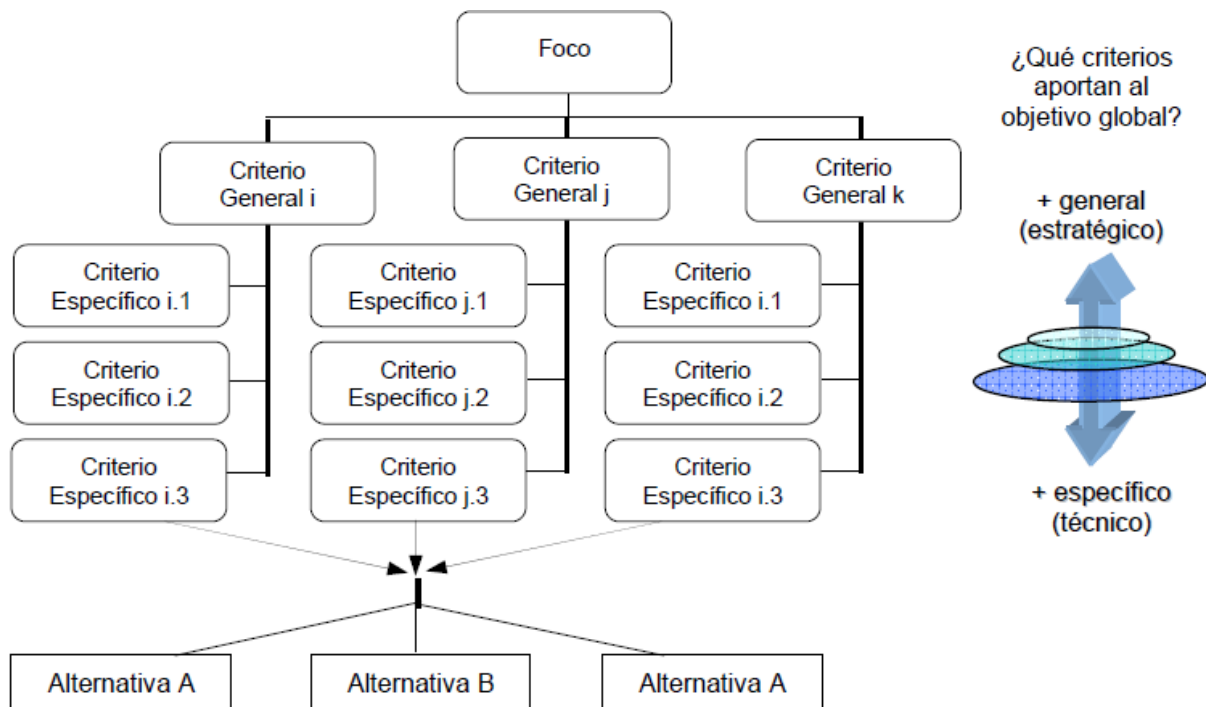 Foco
¿Qué criterios
aportan al
objetivo global?
Criterio
General i
Criterio
General j
Criterio
General k
+ general
(estratégico)
Criterio
Específico i.1
Criterio
Específico j.1
Criterio
Específico i.1
Criterio
Específico i.2
Criterio
Específico j.2
Criterio
Específico i.2
Criterio
Específico i.3
Criterio
Específico j.3
Criterio
Específico i.3
+ específico
(técnico)
Alternativa A
Alternativa B
Alternativa A